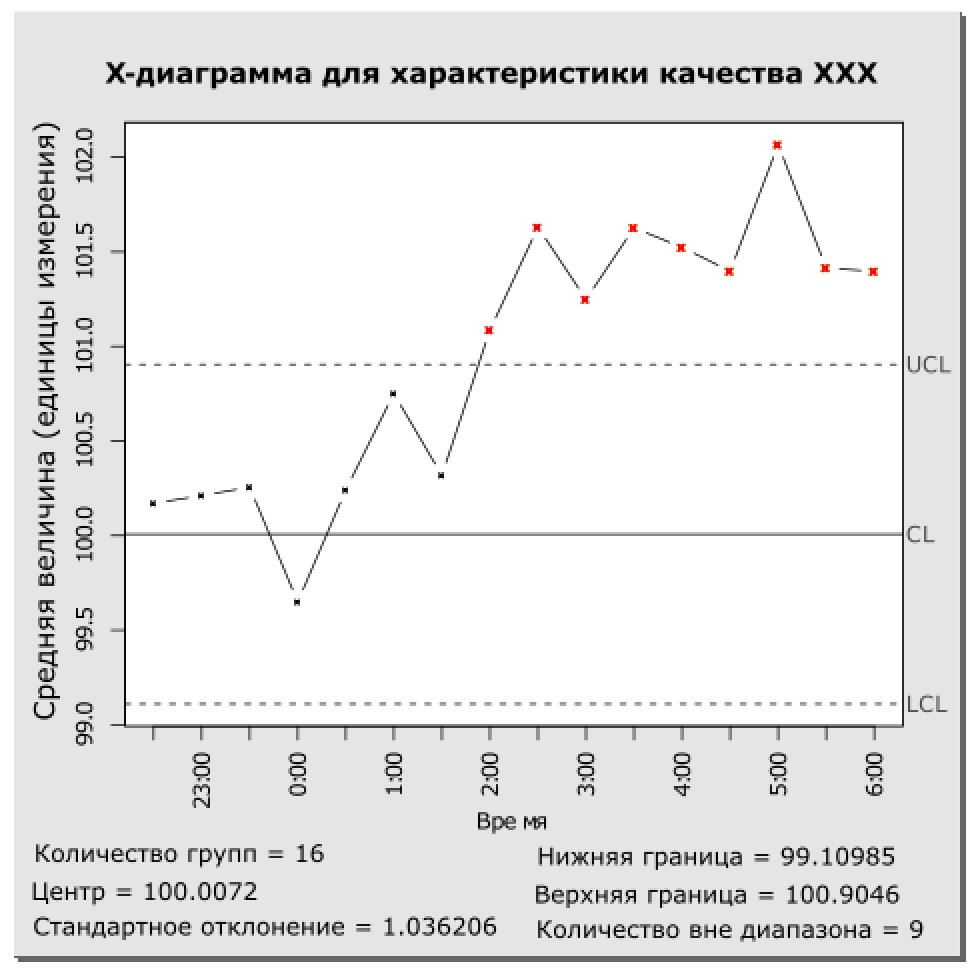 X-диаграмма для характеристики качества XXX
Средняя величина (единицы измерения)
102.0
101.5
101.0
100.5
100.0
99.5
99.0
UCL
CL
LCL
23:00 0:00 1:00 2:00 3:00 4:00 5:00 6:00
Время
Количество групп = 16
Центр = 100.0072
Стандартное отклонение = 1.036206
Нижняя граница = 99.10985
Верхняя граница = 100.9046
Количество вне диапазона = 9